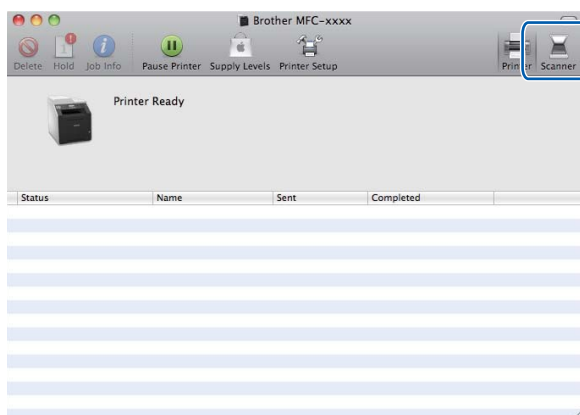 Brother MFC-xxxx
Delete Hold Job Info Pause Printer Supply Levels Printer Setup Printer Scanner
Printer Ready
Status Name Sent Completed